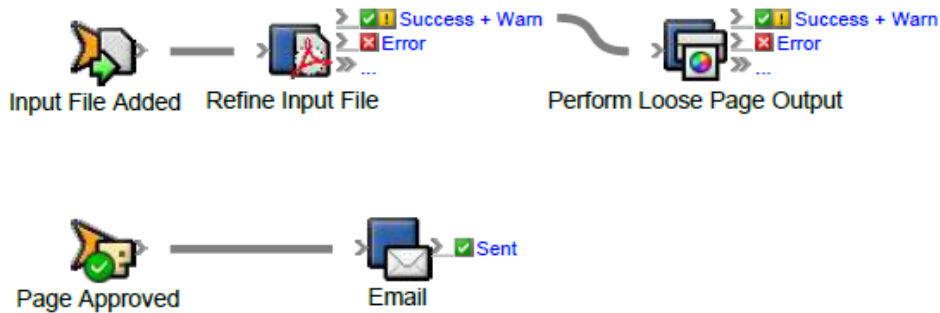 Success + Warn
Error
...
Success + Warn
Error
...
Input File Added
Refine Input File
Perform Loose Page Output
Sent
Page Approved
Email